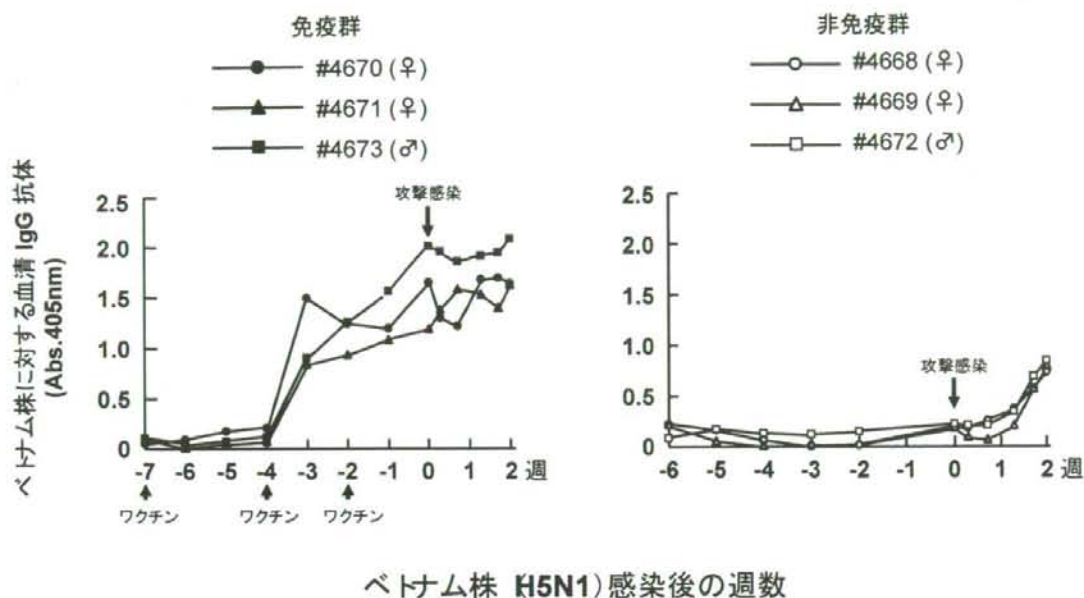 免疫群
#4670 (♀)
#4671 (♀)
#4673 (♂)
非免疫群
#4668 (♀)
#4669 (♀)
#4672 (♂)
ベトナム株に対する血清 IgG 抗体
(Abs.405nm)
攻撃感染
2.5
2.0
1.5
1.0
0.5
0
-7 -6 -5 -4 -3 -2 -1 0 1 2 週
ワクチン ワクチン ワクチン
2.5
2.0
1.5
1.0
0.5
0
攻撃感染
-6 -5 -4 -3 -2 -1 0 1 2 週
ベトナム株 (H5N1)感染後の週数